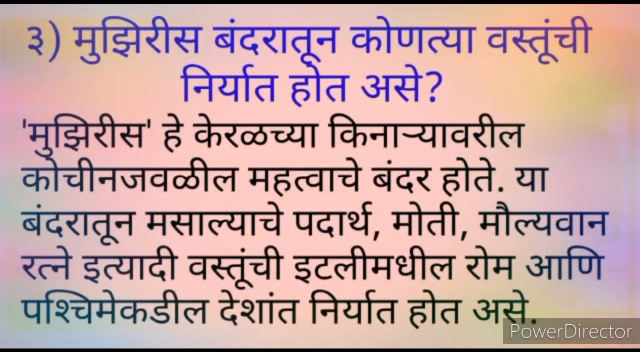 ३) मुझिरीस बंदरातून कोणत्या वस्तूंची
निर्यात होत असे?
'मुझिरीस' हे केरळच्या किनाऱ्यावरील
कोचीनजवळील महत्वाचे बंदर होते. या
बंदरातून मसाल्याचे पदार्थ, मोती, मौल्यवान
रत्ने इत्यादी वस्तूंची इटलीमधील रोम आणि
पश्चिमेकडील देशांत निर्यात होत असे.
PowerDirector